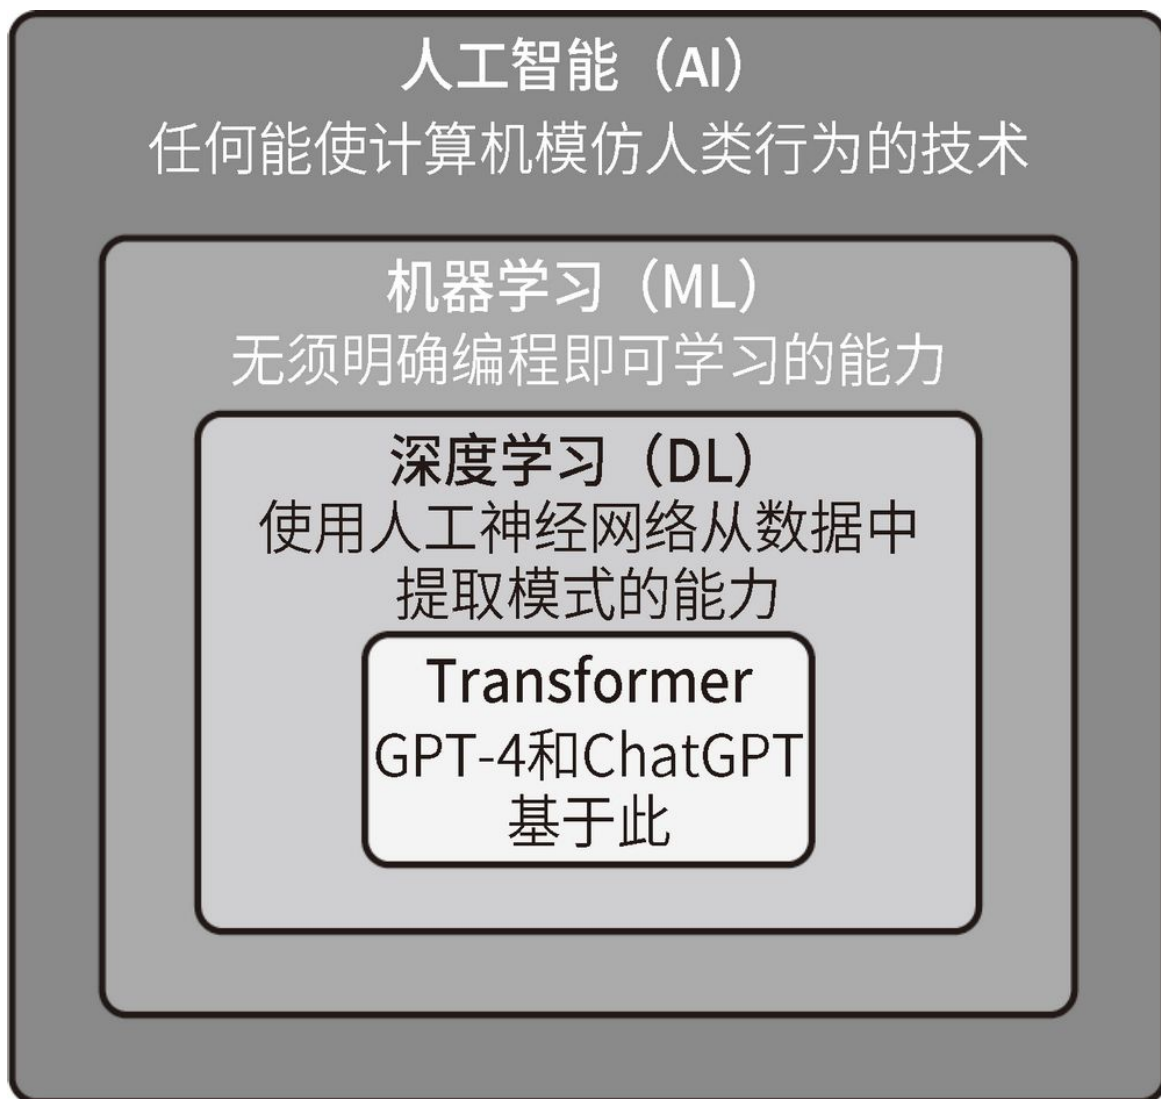 人工智能（AI）
任何能使计算机模仿人类行为的技术
机器学习（ML）
无须明确编程即可学习的能力
深度学习（DL）
使用人工神经网络从数据中
提取模式的能力
Transformer
GPT-4和ChatGPT
基于此